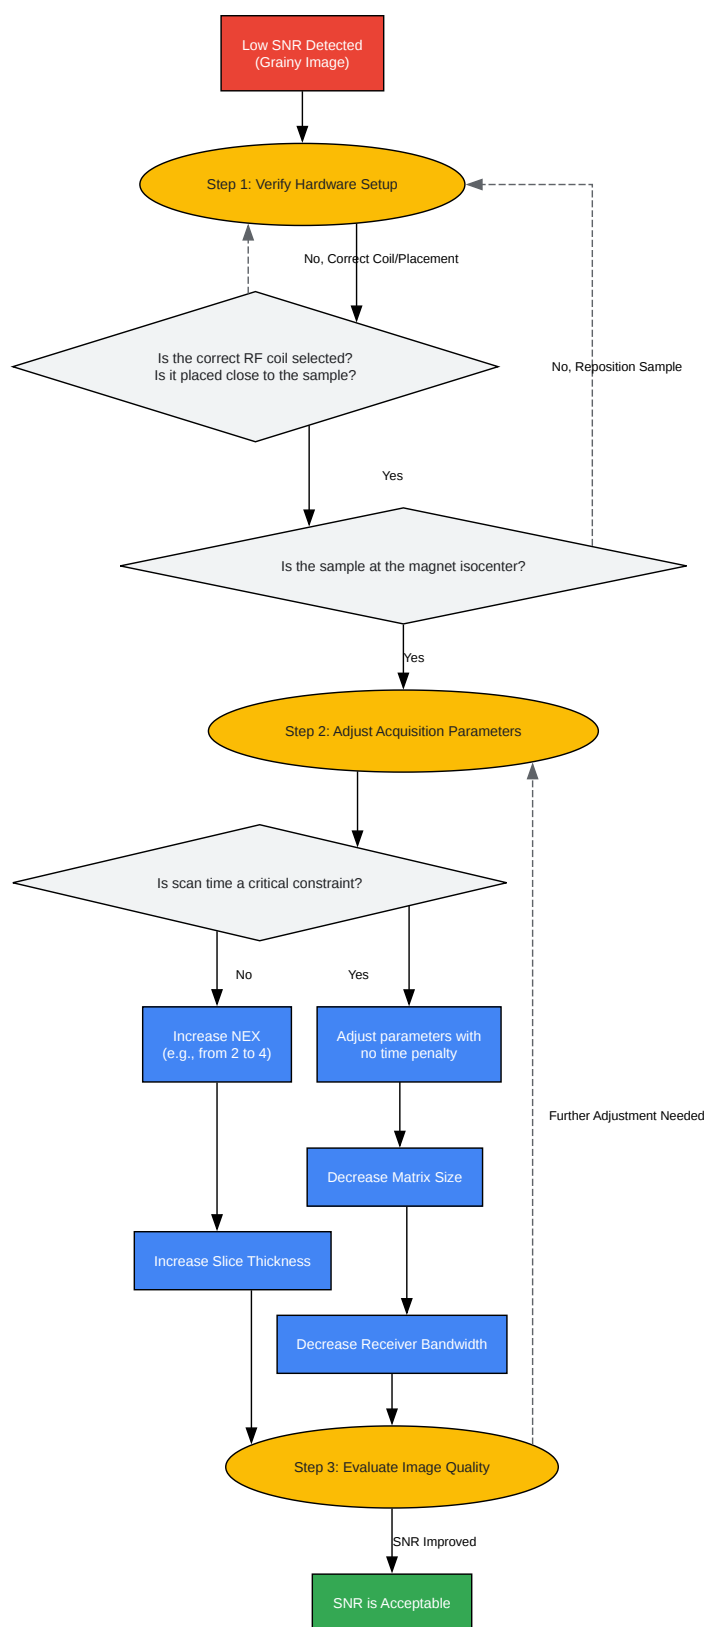 Low SNR Detected
(Grainy Image)
Step 1: Verify Hardware Setup
No, Correct Coil/Placement
Is the correct RF coil selected?
Is it placed close to the sample?
No, Reposition Sample
Yes
Is the sample at the magnet isocenter?
Yes
Step 2: Adjust Acquisition Parameters
Is scan time a critical constraint?
No
Yes
Increase NEX
(e.g., from 2 to 4)
Adjust parameters with
no time penalty
Further Adjustment Needed
Decrease Matrix Size
Increase Slice Thickness
Decrease Receiver Bandwidth
Step 3: Evaluate Image Quality
SNR Improved
SNR is Acceptable